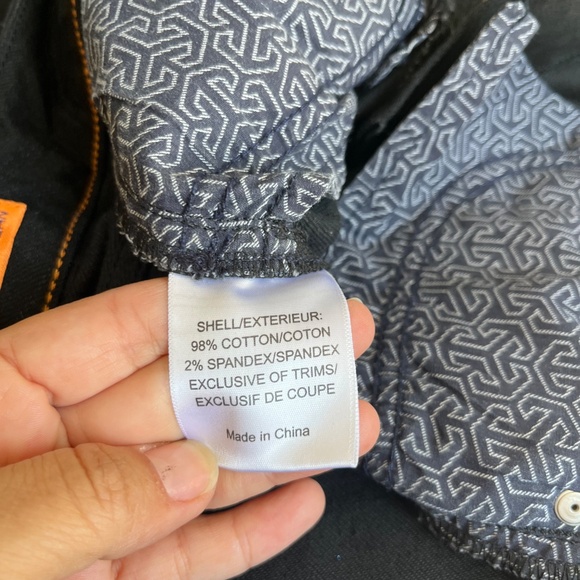 SHELL/EXTERIEUR:
98% COTTON/COTON
2% SPANDEX/SPANDEX
EXCLUSIVE OF TRIMS/
EXCLUSIF DE COUPE
Made in China